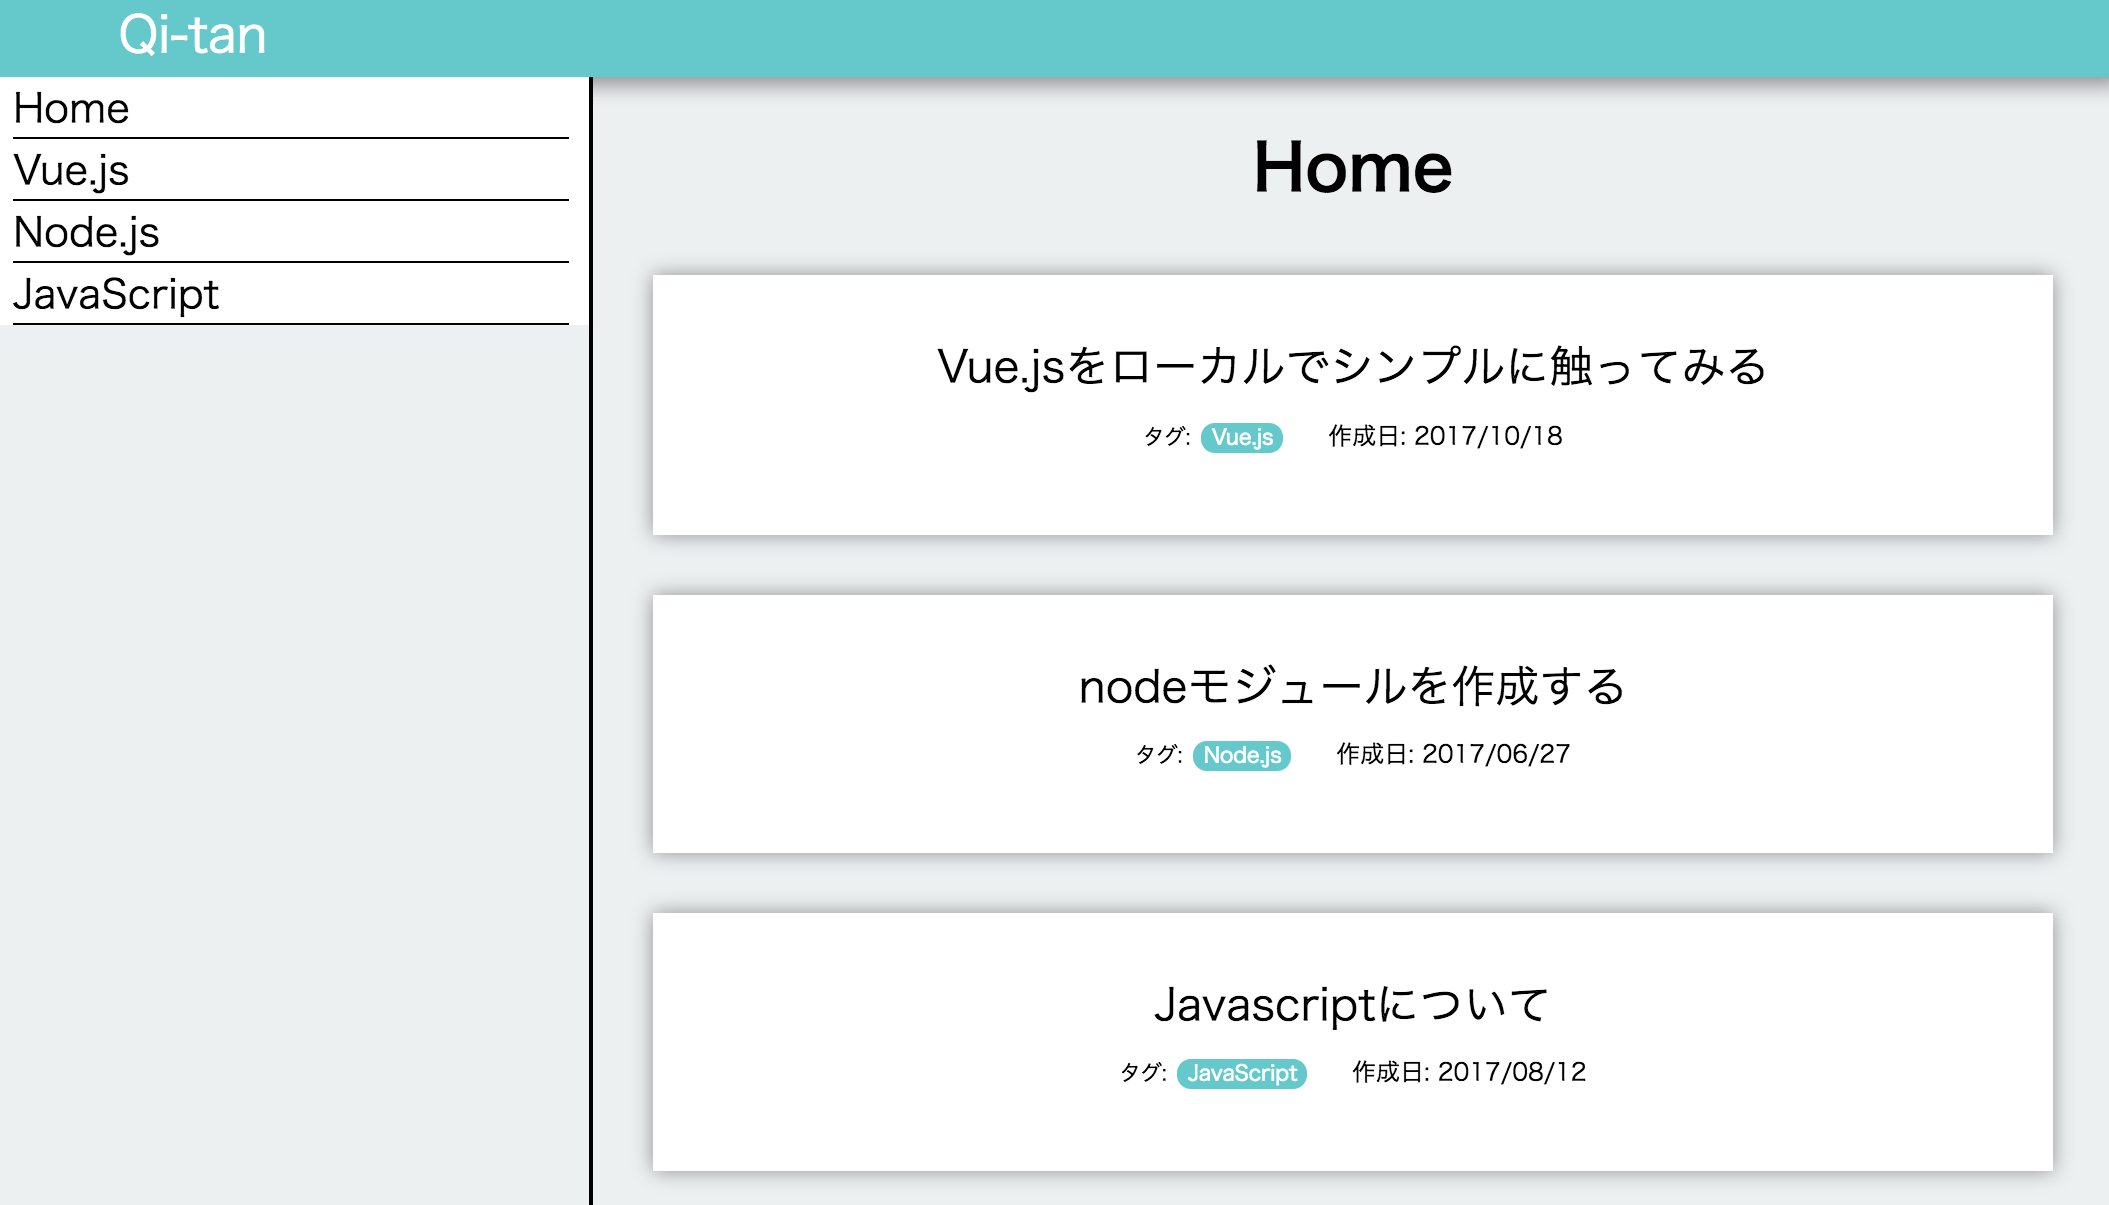 Qi-tan
Home
Vue.js
Node.js
JavaScript
Home
Vue.jsをローカルでシンプルに触ってみる
タグ: Vue.js 作成日: 2017/10/18
nodeモジュールを作成する
タグ: Node.js 作成日: 2017/06/27
Javascriptについて
タグ: JavaScript 作成日: 2017/08/12